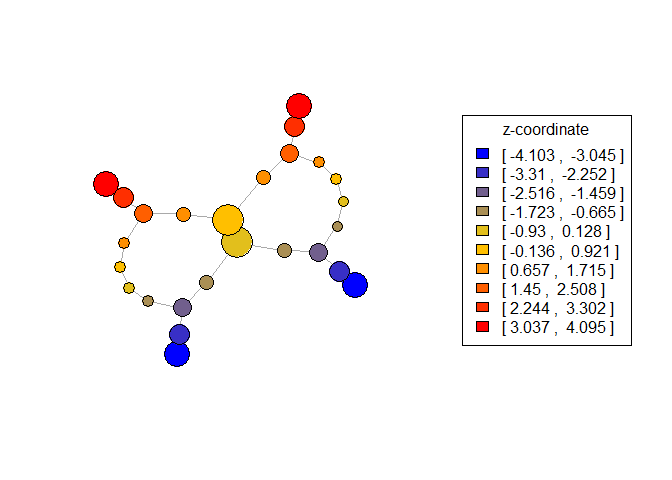 z-coordinate
[ -4.103 ,  -3.045 ]
[ -3.31 ,  -2.252 ]
[ -2.516 ,  -1.459 ]
[ -1.723 ,  -0.665 ]
[ -0.93 ,  0.128 ]
[ -0.136 ,  0.921 ]
[ 0.657 ,  1.715 ]
[ 1.45 ,  2.508 ]
[ 2.244 ,  3.302 ]
[ 3.037 ,  4.095 ]